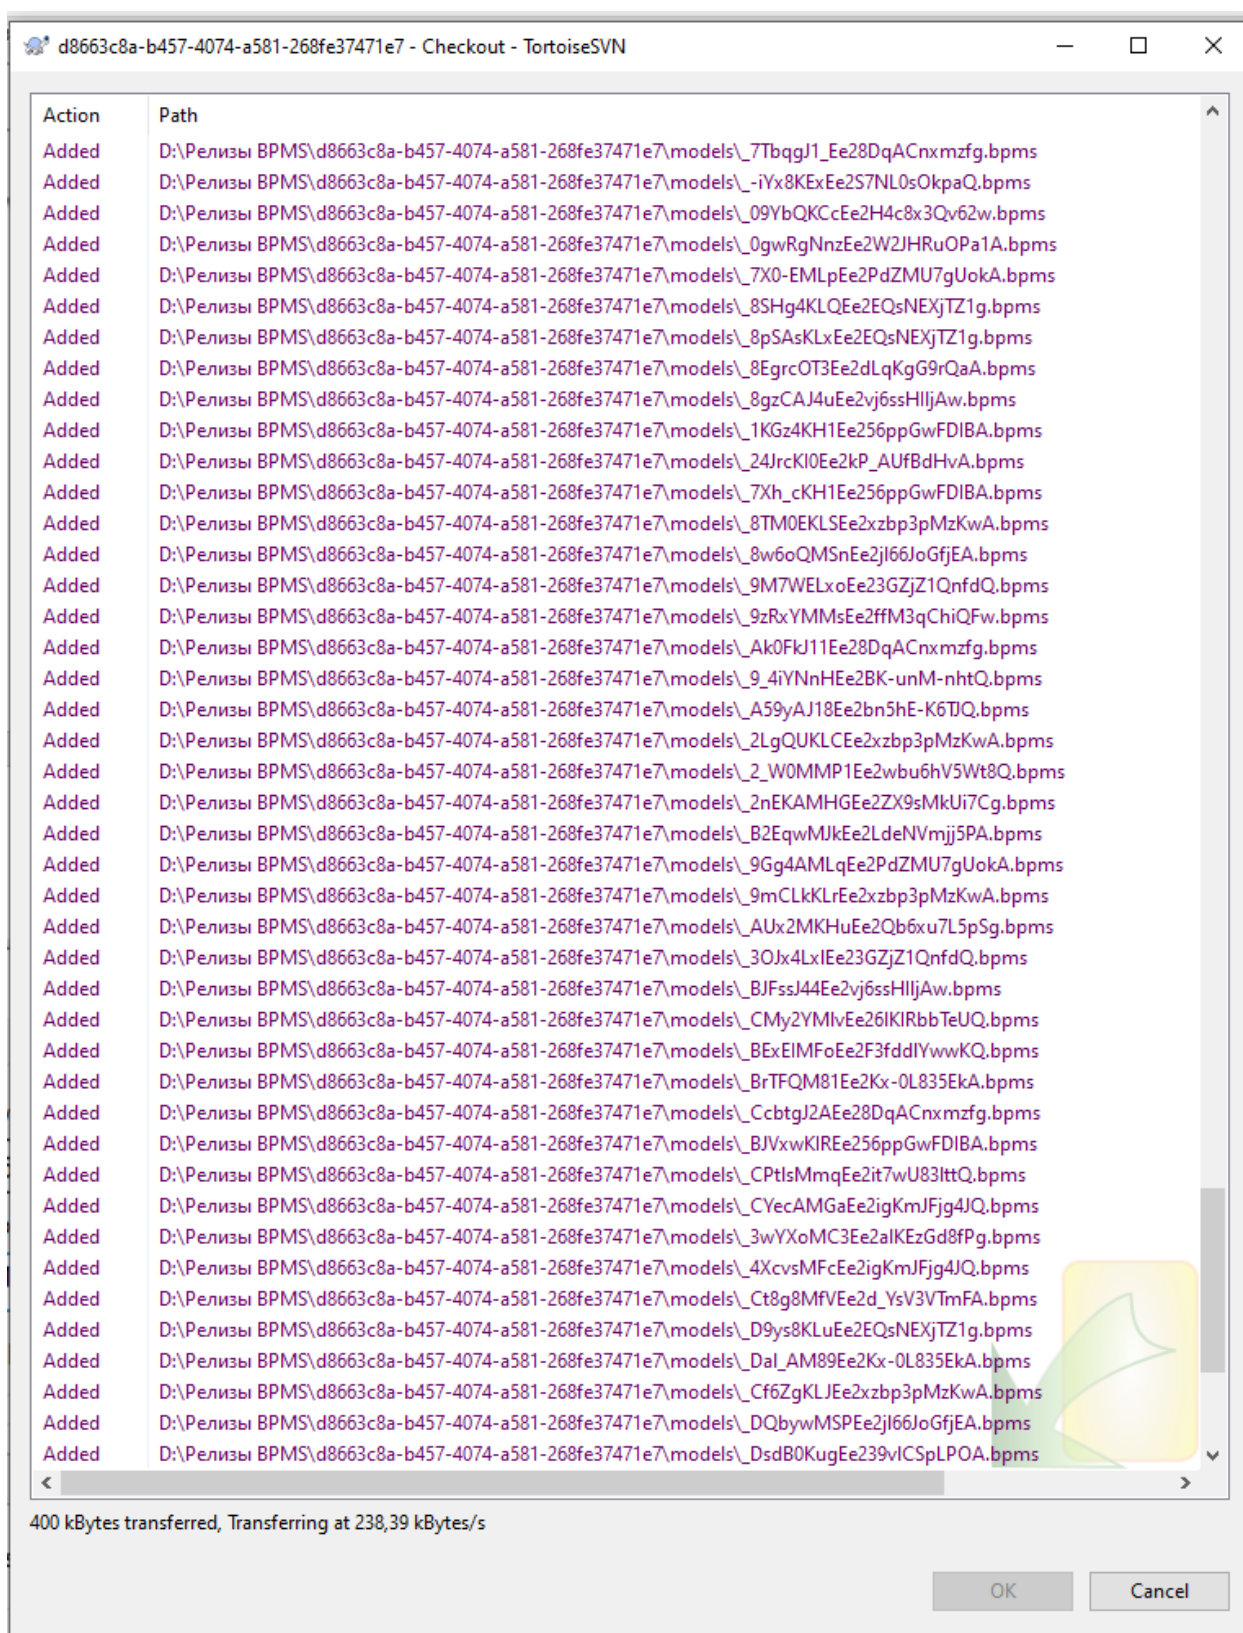 d8663c8a-b457-4074-a581-268fe37471e7 - Checkout - TortoiseSVN
Action Path
Added D:\Релизы BPMS\d8663c8a-b457-4074-a581-268fe37471e7\models\_7TbqgJ1_Ee28DqACnxmzfg.bpms
Added D:\Релизы BPMS\d8663c8a-b457-4074-a581-268fe37471e7\models\_-iYx8KExEe2S7NL0sOkpaQ.bpms
Added D:\Релизы BPMS\d8663c8a-b457-4074-a581-268fe37471e7\models\_09YbQKCcEe2H4c8x3Qv62w.bpms
Added D:\Релизы BPMS\d8663c8a-b457-4074-a581-268fe37471e7\models\_0gwRgNnzEe2W2JHRuOPa1A.bpms
Added D:\Релизы BPMS\d8663c8a-b457-4074-a581-268fe37471e7\models\_7X0-EMLpEe2PdZMU7gUokA.bpms
Added D:\Релизы BPMS\d8663c8a-b457-4074-a581-268fe37471e7\models\_8SHg4KLQEe2EQsNEXjTZ1g.bpms
Added D:\Релизы BPMS\d8663c8a-b457-4074-a581-268fe37471e7\models\_8pSAsKLxEe2EQsNEXjTZ1g.bpms
Added D:\Релизы BPMS\d8663c8a-b457-4074-a581-268fe37471e7\models\_8EgrcOT3Ee2dLqKgG9rQaA.bpms
Added D:\Релизы BPMS\d8663c8a-b457-4074-a581-268fe37471e7\models\_8gzCAJ4uEe2vj6ssHIljAw.bpms
Added D:\Релизы BPMS\d8663c8a-b457-4074-a581-268fe37471e7\models\_1KGz4KH1Ee256ppGwFDIBA.bpms
Added D:\Релизы BPMS\d8663c8a-b457-4074-a581-268fe37471e7\models\_24JrcKI0Ee2kP_AUfBdHvA.bpms
Added D:\Релизы BPMS\d8663c8a-b457-4074-a581-268fe37471e7\models\_7Xh_cKH1Ee256ppGwFDIBA.bpms
Added D:\Релизы BPMS\d8663c8a-b457-4074-a581-268fe37471e7\models\_8TM0EKLSEe2xzbp3pMzKwA.bpms
Added D:\Релизы BPMS\d8663c8a-b457-4074-a581-268fe37471e7\models\_8w6oQMSnEe2jI66JoGfjEA.bpms
Added D:\Релизы BPMS\d8663c8a-b457-4074-a581-268fe37471e7\models\_9M7WELxoEe23GZjZ1QnfdQ.bpms
Added D:\Релизы BPMS\d8663c8a-b457-4074-a581-268fe37471e7\models\_9zRxYMMsEe2ffM3qChiQFw.bpms
Added D:\Релизы BPMS\d8663c8a-b457-4074-a581-268fe37471e7\models\_Ak0FkJ11Ee28DqACnxmzfg.bpms
Added D:\Релизы BPMS\d8663c8a-b457-4074-a581-268fe37471e7\models\_9_4iYNnHEe2BK-unM-nhtQ.bpms
Added D:\Релизы BPMS\d8663c8a-b457-4074-a581-268fe37471e7\models\_A59yAJ18Ee2bn5hE-K6TJQ.bpms
Added D:\Релизы BPMS\d8663c8a-b457-4074-a581-268fe37471e7\models\_2LgQUKLCEe2xzbp3pMzKwA.bpms
Added D:\Релизы BPMS\d8663c8a-b457-4074-a581-268fe37471e7\models\_2_W0MMP1Ee2wbu6hV5Wt8Q.bpms
Added D:\Релизы BPMS\d8663c8a-b457-4074-a581-268fe37471e7\models\_2nEKAMHGEe2ZX9sMkUi7Cg.bpms
Added D:\Релизы BPMS\d8663c8a-b457-4074-a581-268fe37471e7\models\_B2EqwMJkEe2LdeNVmjj5PA.bpms
Added D:\Релизы BPMS\d8663c8a-b457-4074-a581-268fe37471e7\models\_9Gg4AMLqEe2PdZMU7gUokA.bpms
Added D:\Релизы BPMS\d8663c8a-b457-4074-a581-268fe37471e7\models\_9mCLkKLrEe2xzbp3pMzKwA.bpms
Added D:\Релизы BPMS\d8663c8a-b457-4074-a581-268fe37471e7\models\_AUx2MKHuEe2Qb6xu7L5pSg.bpms
Added D:\Релизы BPMS\d8663c8a-b457-4074-a581-268fe37471e7\models\_3OJx4LxIEe23GZjZ1QnfdQ.bpms
Added D:\Релизы BPMS\d8663c8a-b457-4074-a581-268fe37471e7\models\_BJFssJ44Ee2vj6ssHIljAw.bpms
Added D:\Релизы BPMS\d8663c8a-b457-4074-a581-268fe37471e7\models\_CMy2YMIvEe26IKIRbbTeUQ.bpms
Added D:\Релизы BPMS\d8663c8a-b457-4074-a581-268fe37471e7\models\_BExEIMFoEe2F3fddIYwwKQ.bpms
Added D:\Релизы BPMS\d8663c8a-b457-4074-a581-268fe37471e7\models\_BrTFQM81Ee2Kx-0L835EkA.bpms
Added D:\Релизы BPMS\d8663c8a-b457-4074-a581-268fe37471e7\models\_CcbtgJ2AEe28DqACnxmzfg.bpms
Added D:\Релизы BPMS\d8663c8a-b457-4074-a581-268fe37471e7\models\_BJVxwKIREe256ppGwFDIBA.bpms
Added D:\Релизы BPMS\d8663c8a-b457-4074-a581-268fe37471e7\models\_CPtIsMmqEe2it7wU83IttQ.bpms
Added D:\Релизы BPMS\d8663c8a-b457-4074-a581-268fe37471e7\models\_CYecAMGaEe2igKmJFjg4JQ.bpms
Added D:\Релизы BPMS\d8663c8a-b457-4074-a581-268fe37471e7\models\_3wYXoMC3Ee2aIKEzGd8fPg.bpms
Added D:\Релизы BPMS\d8663c8a-b457-4074-a581-268fe37471e7\models\_4XcvsMFcEe2igKmJFjg4JQ.bpms
Added D:\Релизы BPMS\d8663c8a-b457-4074-a581-268fe37471e7\models\_Ct8g8MfVEe2d_YsV3VTmFA.bpms
Added D:\Релизы BPMS\d8663c8a-b457-4074-a581-268fe37471e7\models\_D9ys8KLuEe2EQsNEXjTZ1g.bpms
Added D:\Релизы BPMS\d8663c8a-b457-4074-a581-268fe37471e7\models\_DaI_AM89Ee2Kx-0L835EkA.bpms
Added D:\Релизы BPMS\d8663c8a-b457-4074-a581-268fe37471e7\models\_Cf6ZgKLJEe2xzbp3pMzKwA.bpms
Added D:\Релизы BPMS\d8663c8a-b457-4074-a581-268fe37471e7\models\_DQbywMSPEe2jI66JoGfjEA.bpms
Added D:\Релизы BPMS\d8663c8a-b457-4074-a581-268fe37471e7\models\_DsdB0KugEe239vICSpLPOA.bpms
400 kBytes transferred, Transferring at 238,39 kBytes/s
OK Cancel